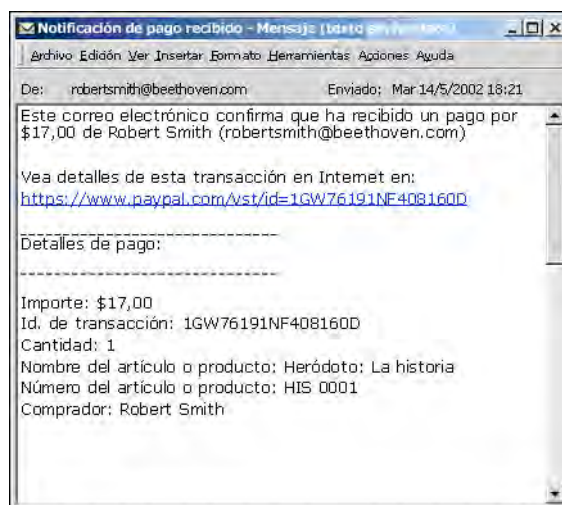 Notificación de pago recibido - Mensaje (texto
Archivo Edición Ver Insertar Formato Herramientas Acciones Ayuda
De: robertsmith@beethoven.com Enviado: Mar 14/5/2002 18:21
Este correo electrónico confirma que ha recibido un pago por
$17,00 de Robert Smith (robertsmith@beethoven.com)
Vea detalles de esta transacción en Internet en:
https://www.paypal.com/vst/id=1GW76191NF408160D
------------------------------
Detalles de pago:
------------------------------
Importe: $17,00
Id. de transacción: 1GW76191NF408160D
Cantidad: 1
Nombre del artículo o producto: Heródoto: La historia
Número del artículo o producto: HIS 0001
Comprador: Robert Smith